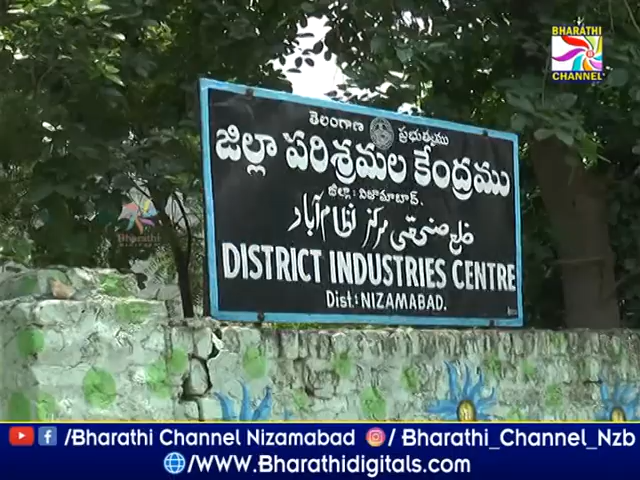 BHARATHI
CHANNEL
తెలంగాణ ప్రభుత్వము
జిల్లా పరిశ్రమల కేంద్రము
జిల్లా: నిజామాబాద్.
ضلع صنعتی مرکز نظام آباد
DISTRICT INDUSTRIES CENTRE
Dist: NIZAMABAD.
BHARATHI
/Bharathi Channel Nizamabad / Bharathi_Channel_Nzb
/WWW.Bharathidigitals.com